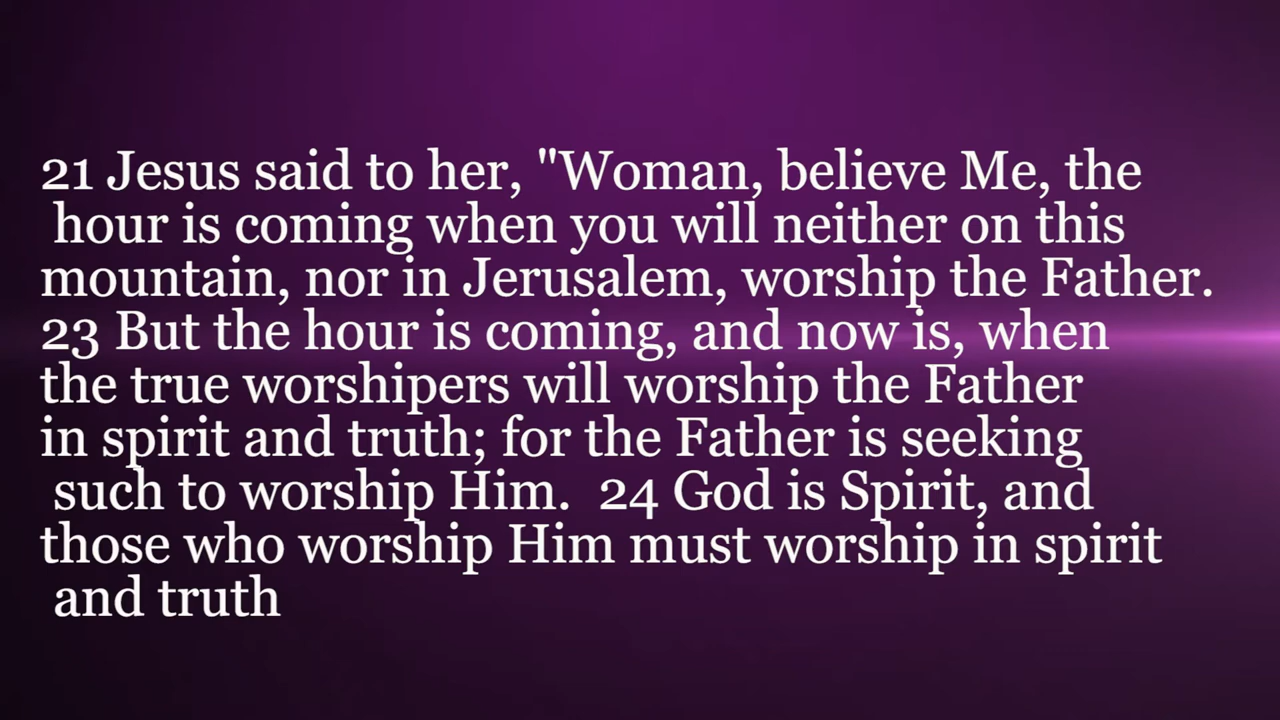 21 Jesus said to her, "Woman, believe Me, the
hour is coming when you will neither on this
mountain, nor in Jerusalem, worship the Father.
23 But the hour is coming, and now is, when
the true worshipers will worship the Father
in spirit and truth; for the Father is seeking
such to worship Him.  24 God is Spirit, and
those who worship Him must worship in spirit
and truth